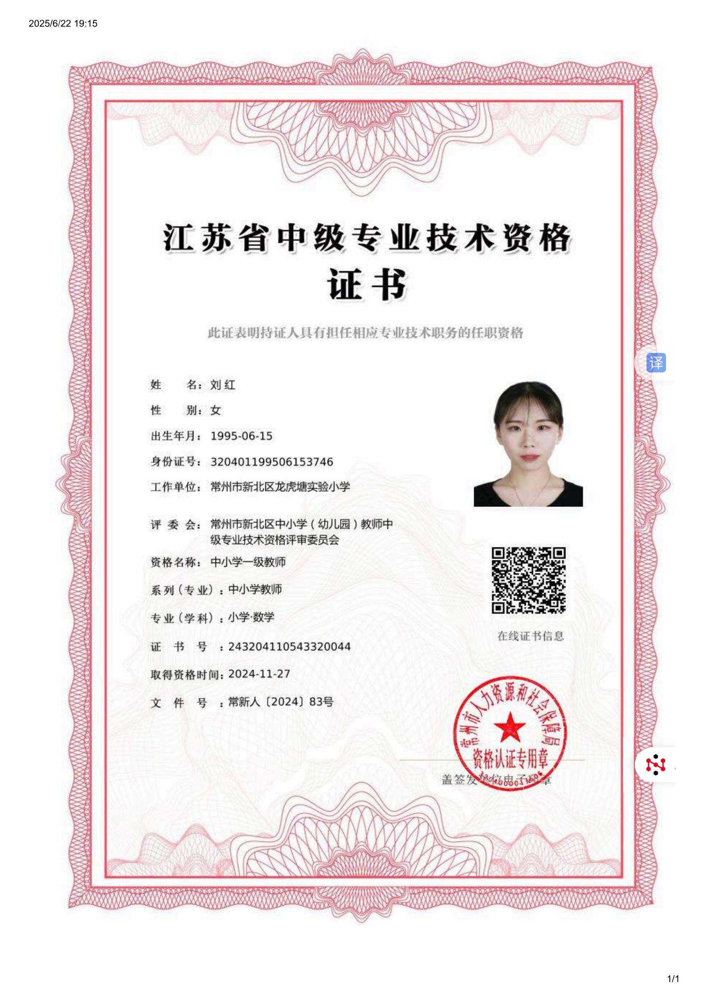 2025/6/22 19:15
江苏省中级专业技术资格
证书
此证表明持证人具有担任相应专业技术职务的任职资格
译
姓 名：刘红
性 别：女
出生年月：1995-06-15
身份证号：320401199506153746
工作单位：常州市新北区龙虎塘实验小学
评 委 会：常州市新北区中小学（幼儿园）教师中
级专业技术资格评审委员会
资格名称：中小学一级教师
系列（专业）：中小学教师
专业（学科）：小学·数学
证 书 号：243204110543320044
取得资格时间：2024-11-27
文 件 号：常新人〔2024〕83号
在线证书信息
常州市人力资源和社会保障局
资格认证专用章
盖签发 位电子 章
1/1